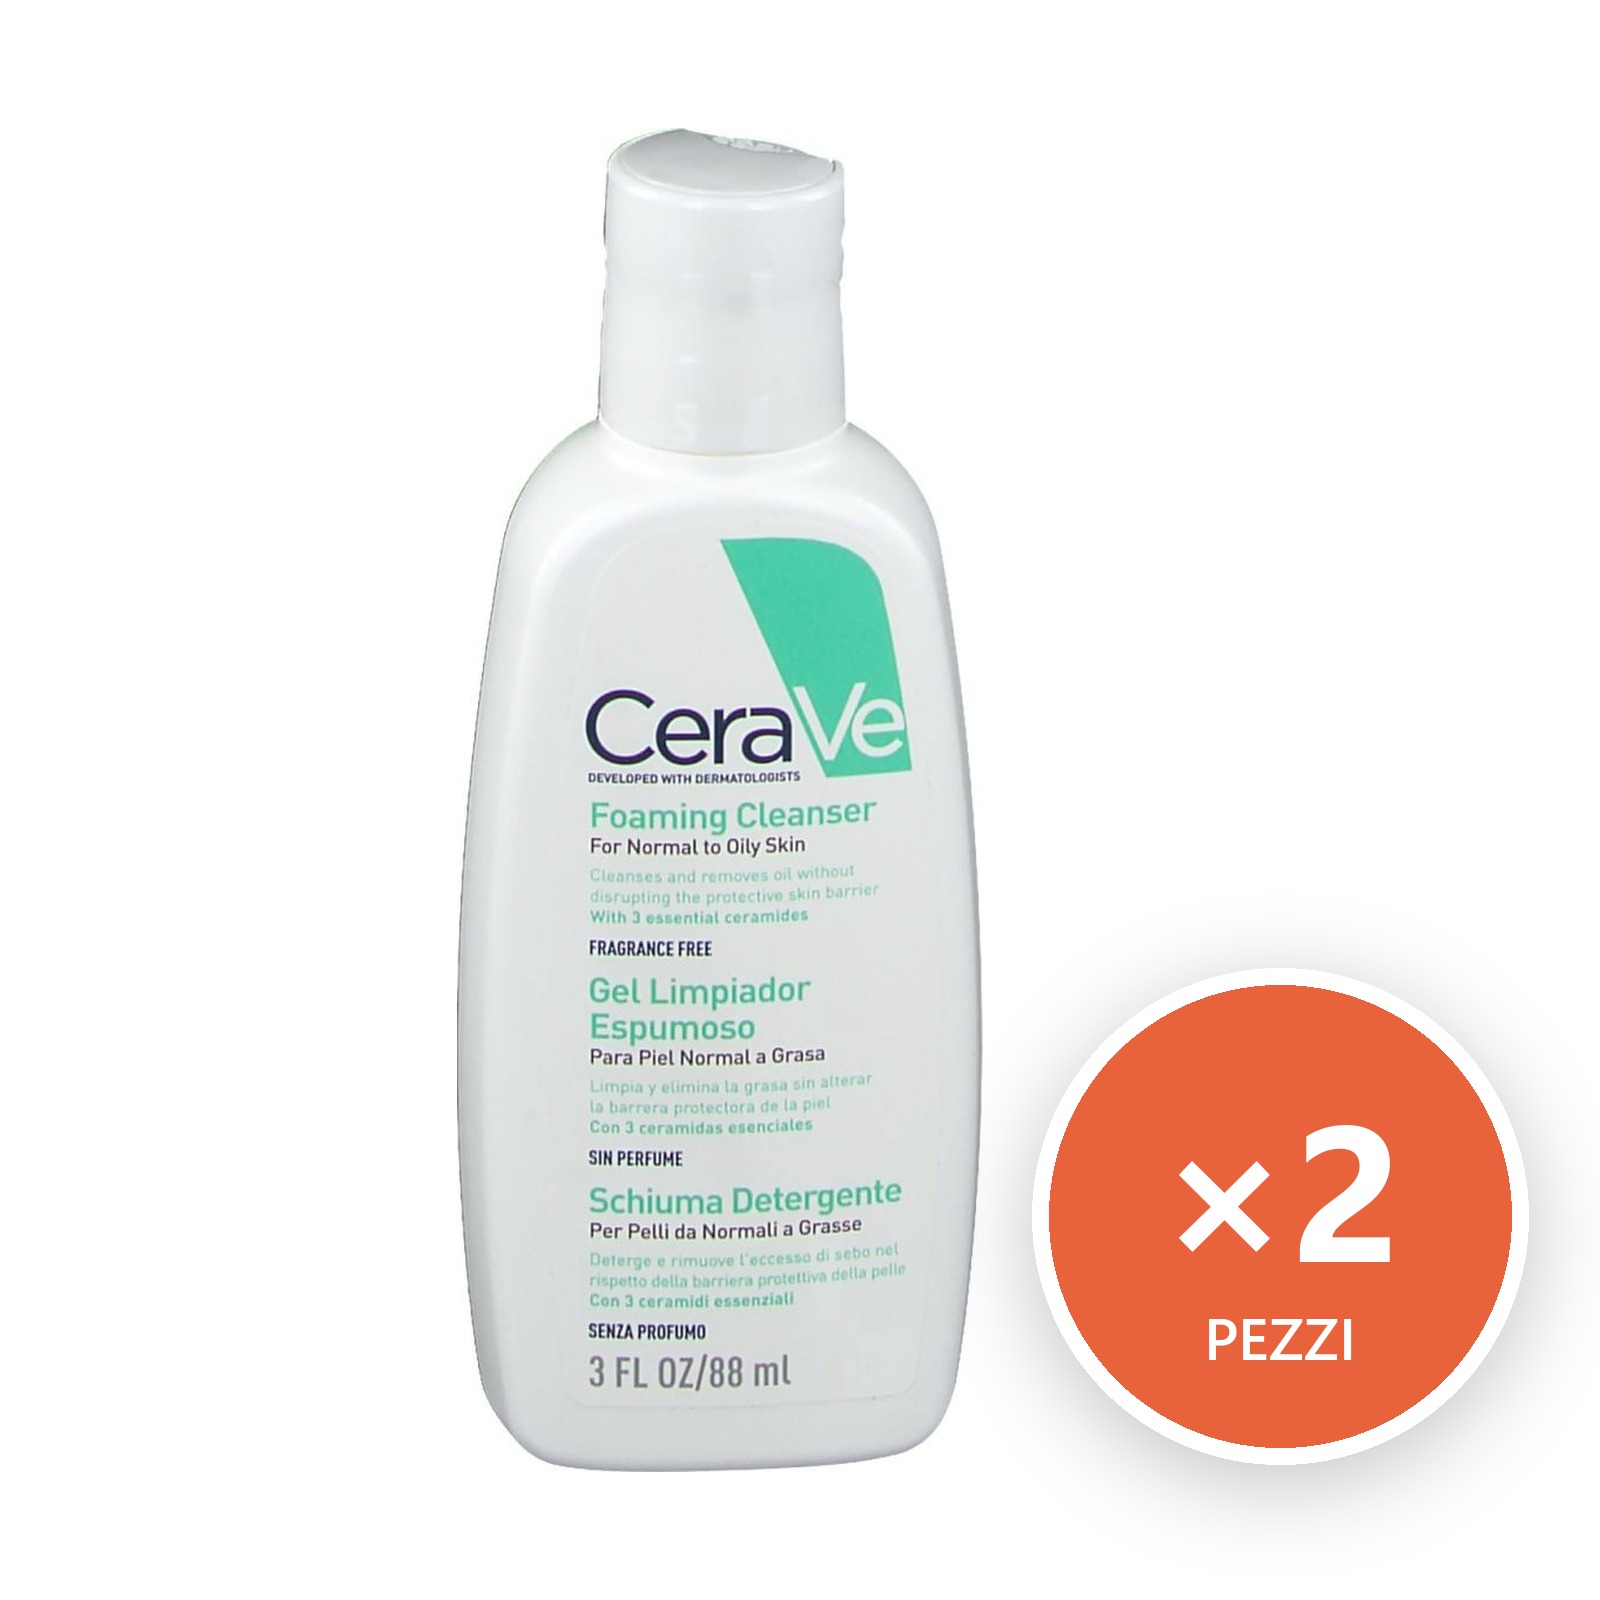 CeraVe
DEVELOPED WITH DERMATOLOGISTS
Foaming Cleanser
For Normal to Oily Skin
Cleanses and removes oil without
disrupting the protective skin barrier
With 3 essential ceramides
FRAGRANCE FREE
Gel Limpiador
Espumoso
Para Piel Normal a Grasa
Limpia y elimina la grasa sin alterar
la barrera protectora de la piel
Con 3 ceramidas esenciales
SIN PERFUME
Schiuma Detergente
Per Pelli da Normali a Grasse
Deterge e rimuove l'eccesso di sebo nel
rispetto della barriera protettiva della pelle
Con 3 ceramidi essenziali
SENZA PROFUMO
3 FL OZ/88 ml
×2
PEZZI